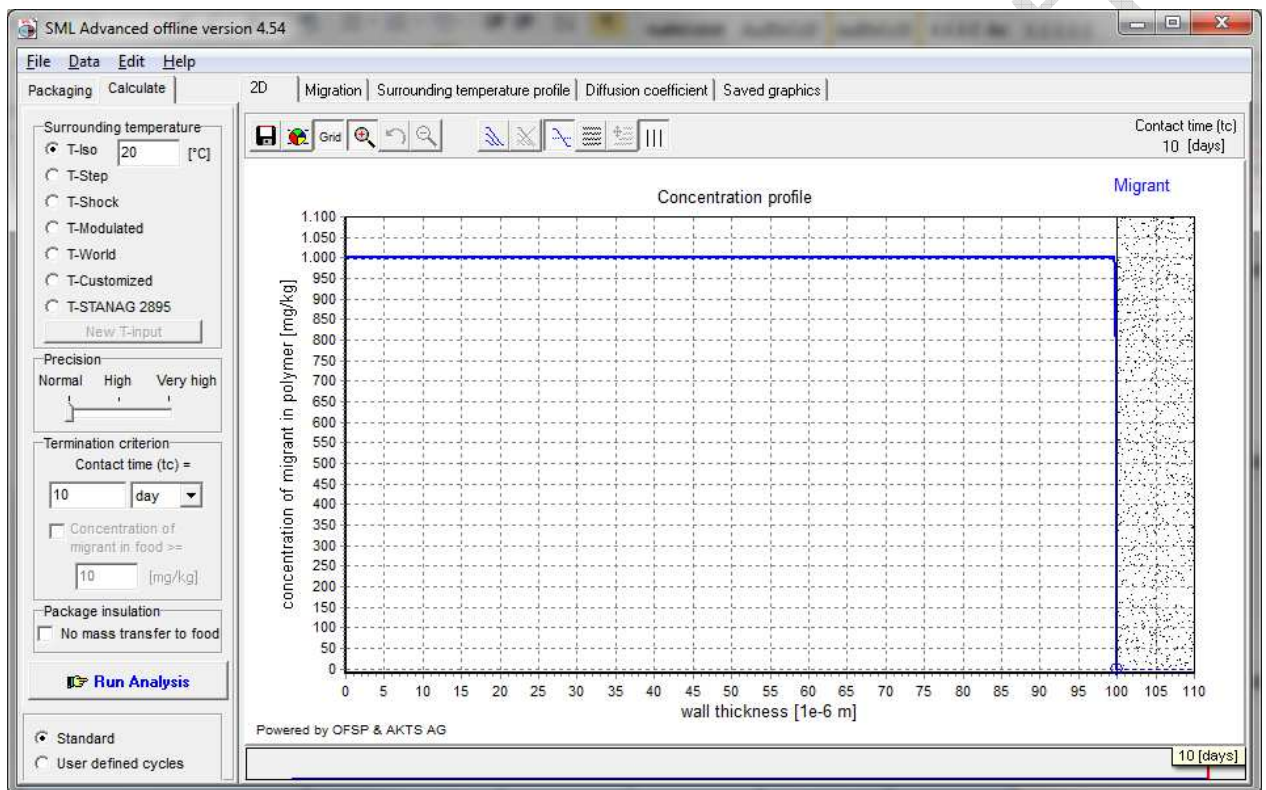 SML Advanced offline version 4.54
File Data Edit Help
Packaging Calculate
2D Migration Surrounding temperature profile Diffusion coefficient Saved graphics
Surrounding temperature
T-Iso 20 [°C]
T-Step
T-Shock
T-Modulated
T-World
T-Customized
T-STANAG 2895
New T-input
Precision
Normal High Very high
Termination criterion
Contact time (tc) =
10 day
Concentration of
migrant in food >=
10 [mg/kg]
Package insulation
No mass transfer to food
Run Analysis
Standard
User defined cycles
Grid
Contact time (tc)
10 [days]
Migrant
Concentration profile
concentration of migrant in polymer [mg/kg]
1.100
1.050
1.000
950
900
850
800
750
700
650
600
550
500
450
400
350
300
250
200
150
100
50
0
0 5 10 15 20 25 30 35 40 45 50 55 60 65 70 75 80 85 90 95 100 105 110
wall thickness [1e-6 m]
Powered by OFSP & AKTS AG
10 [days]